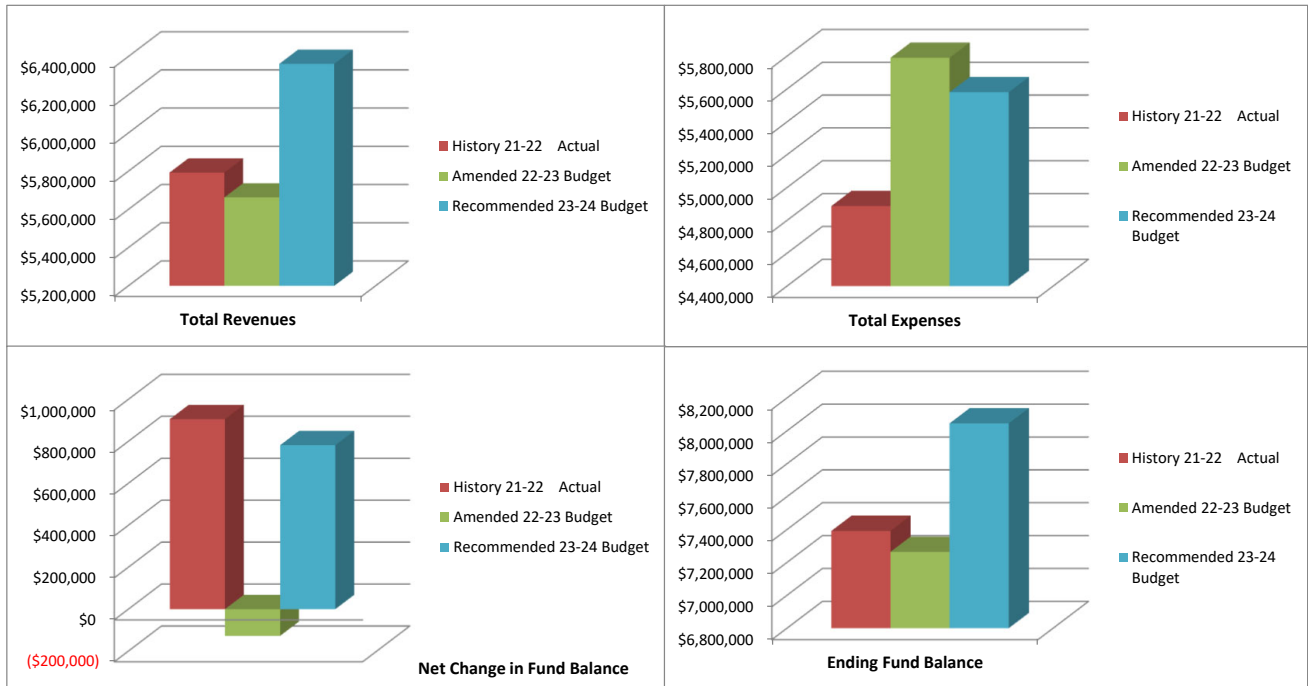 $6,400,000
$6,200,000
$6,000,000
$5,800,000
$5,600,000
$5,400,000
$5,200,000
History 21-22 Actual
Amended 22-23 Budget
Recommended 23-24 Budget
Total Revenues
$5,800,000
$5,600,000
$5,400,000
$5,200,000
$5,000,000
$4,800,000
$4,600,000
$4,400,000
History 21-22 Actual
Amended 22-23 Budget
Recommended 23-24
Budget
Total Expenses
$1,000,000
$800,000
$600,000
$400,000
$200,000
$0
($200,000)
History 21-22 Actual
Amended 22-23 Budget
Recommended 23-24 Budget
Net Change in Fund Balance
$8,200,000
$8,000,000
$7,800,000
$7,600,000
$7,400,000
$7,200,000
$7,000,000
$6,800,000
History 21-22 Actual
Amended 22-23 Budget
Recommended 23-24
Budget
Ending Fund Balance